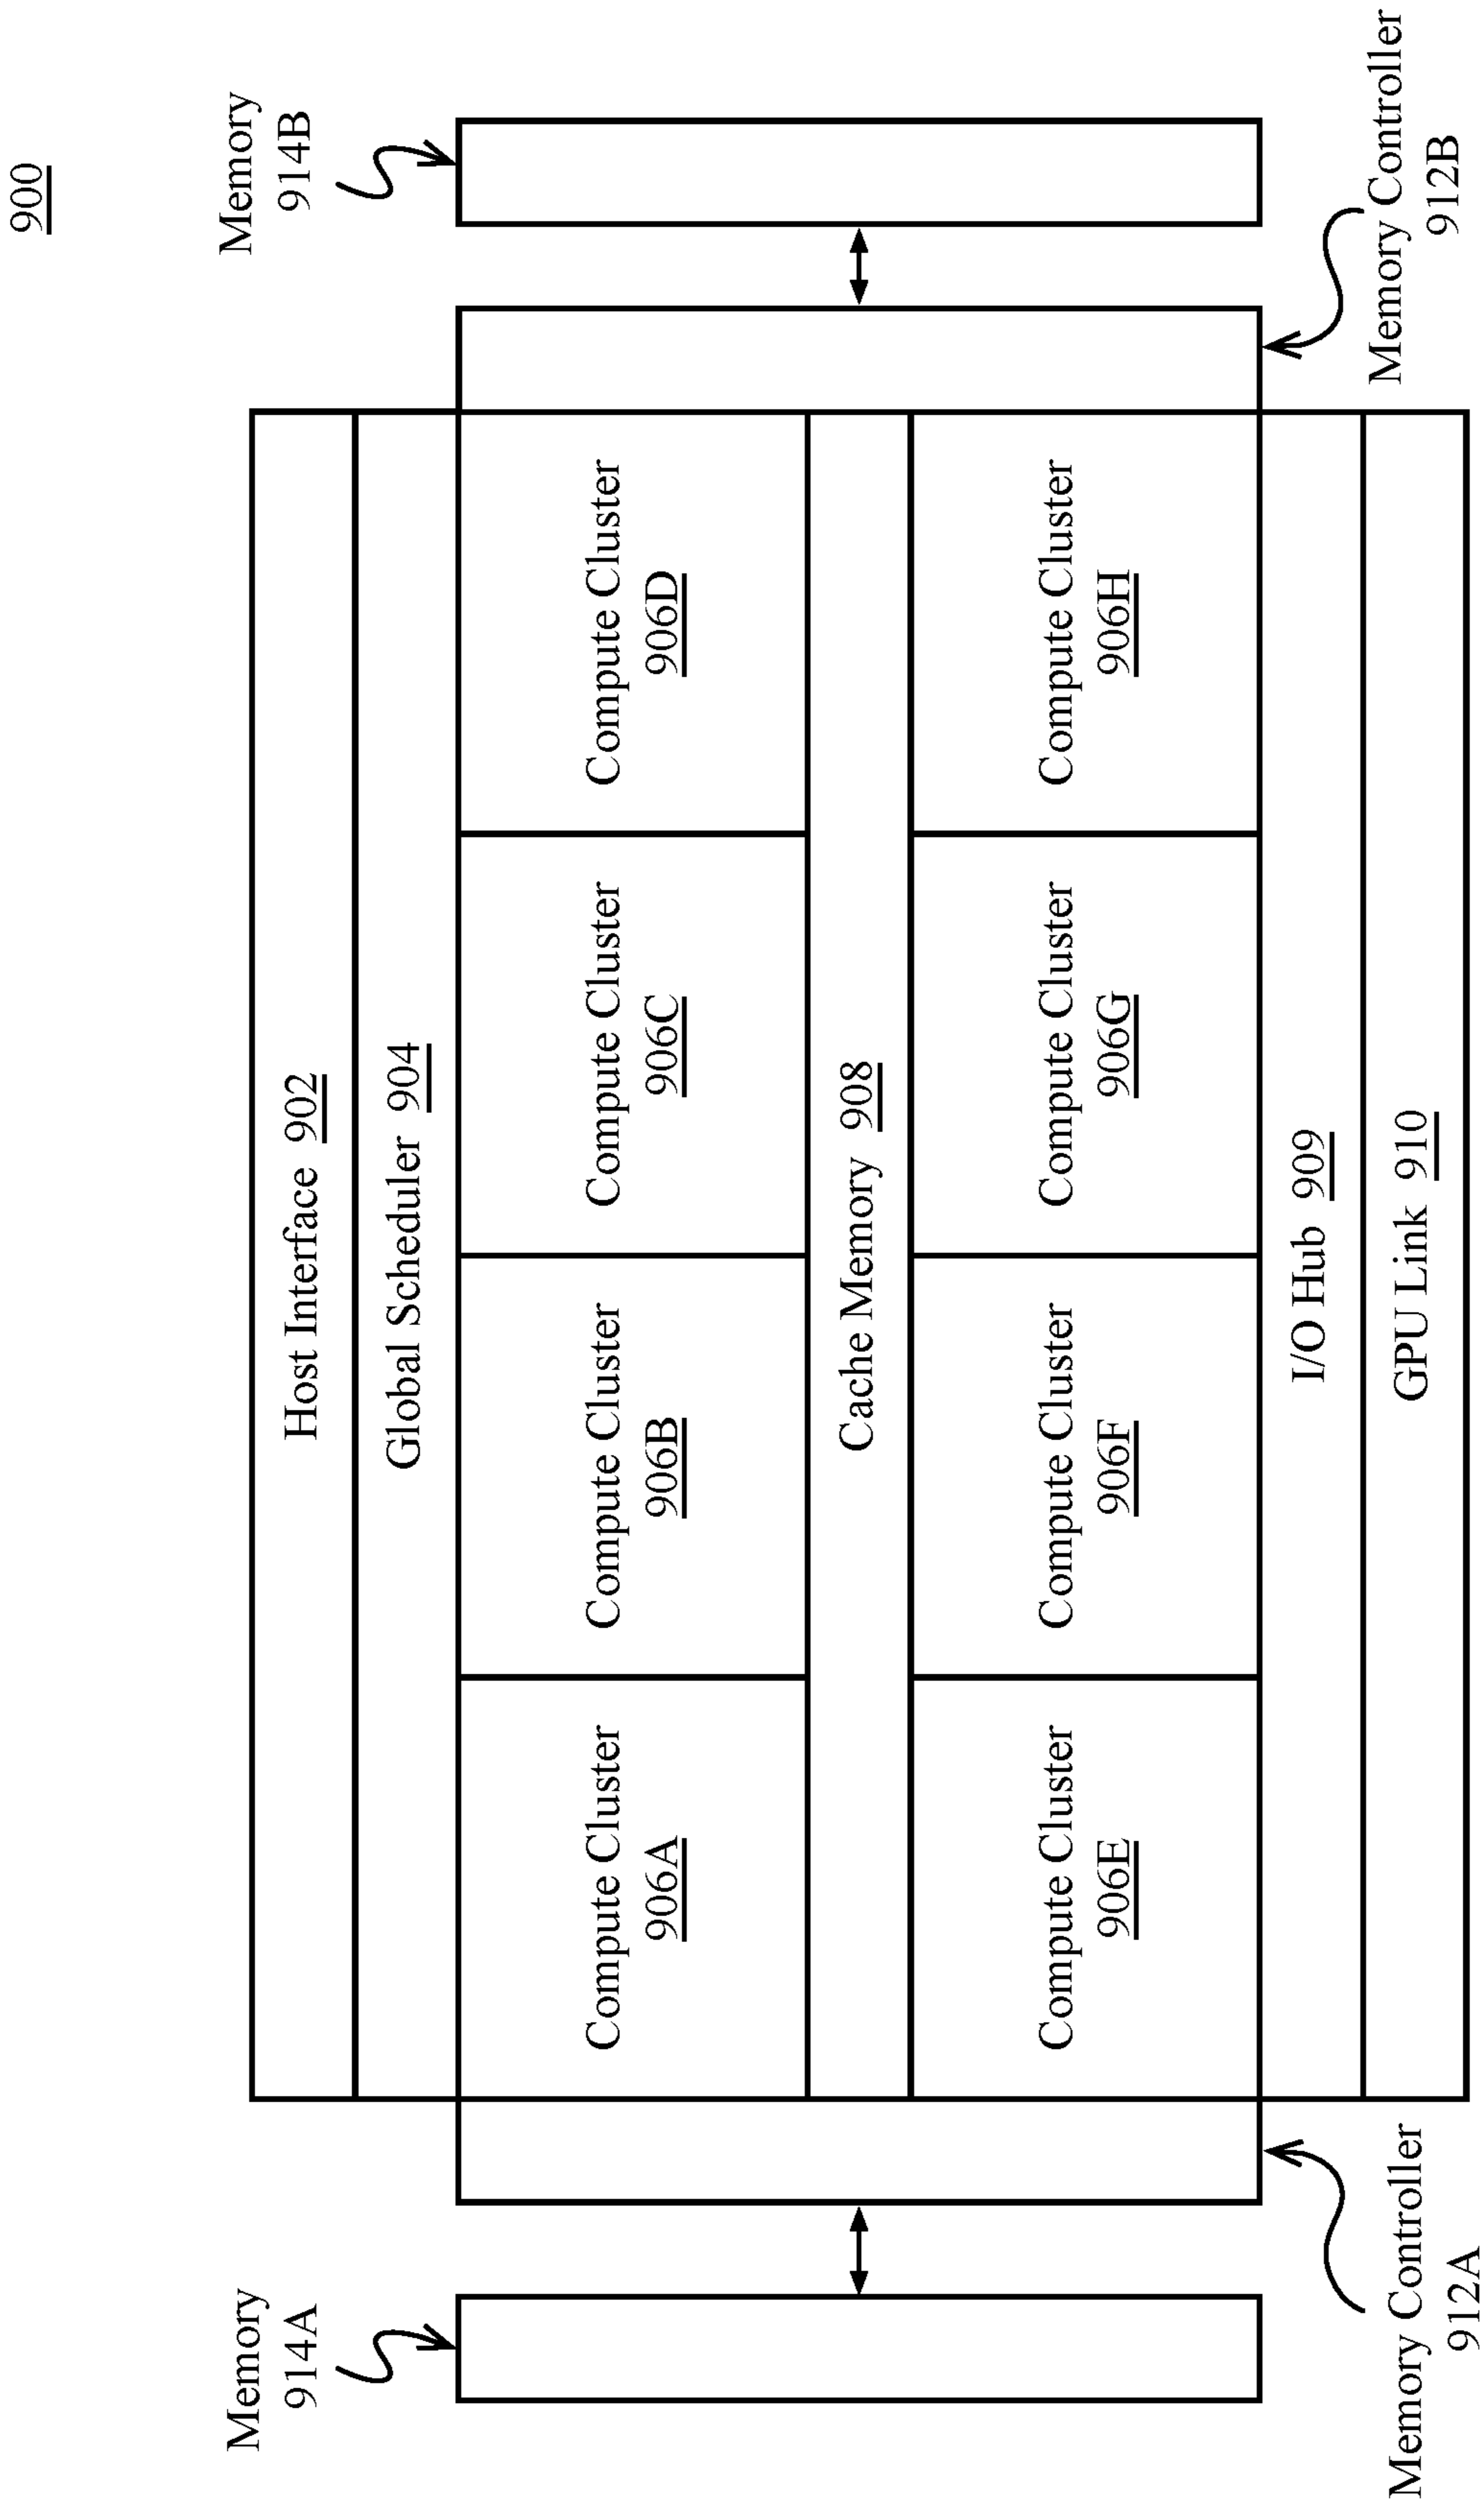 900
Memory
914A
Memory
914B
Host Interface 902
Global Scheduler 904
Compute Cluster
906A
Compute Cluster
906B
Compute Cluster
906C
Compute Cluster
906D
Cache Memory 908
Compute Cluster
906E
Compute Cluster
906F
Compute Cluster
906G
Compute Cluster
906H
I/O Hub 909
GPU Link 910
Memory Controller
912A
Memory Controller
912B